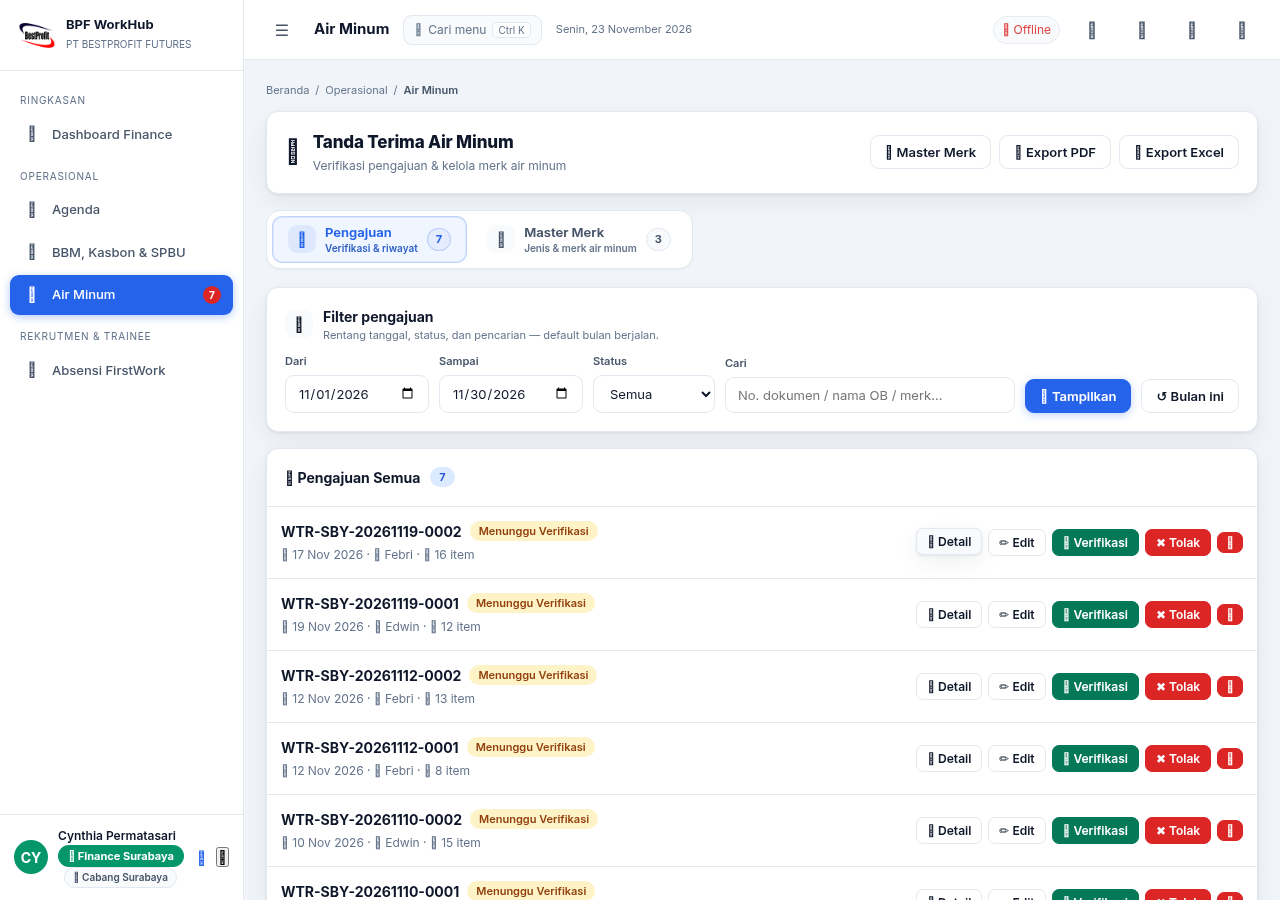 BestProfit
BPF WorkHub
PT BESTPROFIT FUTURES
RINGKASAN
Dashboard Finance
OPERASIONAL
Agenda
BBM, Kasbon & SPBU
Air Minum 7
REKRUTMEN & TRAINEE
Absensi FirstWork
CY
Cynthia Permatasari
Finance Surabaya
Cabang Surabaya
☰ Air Minum Cari menu Ctrl K Senin, 23 November 2026 Offline
Beranda / Operasional / Air Minum
Tanda Terima Air Minum
Verifikasi pengajuan & kelola merk air minum
Master Merk Export PDF Export Excel
Pengajuan
Verifikasi & riwayat
7
Master Merk
Jenis & merk air minum
3
Filter pengajuan
Rentang tanggal, status, dan pencarian — default bulan berjalan.
Dari Sampai Status Cari
11/01/2026 11/30/2026 Semua No. dokumen / nama OB / merk... Tampilkan ↺ Bulan ini
Pengajuan Semua 7
WTR-SBY-20261119-0002 Menunggu Verifikasi
17 Nov 2026 · Febri · 16 item
Detail ✏ Edit Verifikasi ✖ Tolak
WTR-SBY-20261119-0001 Menunggu Verifikasi
19 Nov 2026 · Edwin · 12 item
Detail ✏ Edit Verifikasi ✖ Tolak
WTR-SBY-20261112-0002 Menunggu Verifikasi
12 Nov 2026 · Febri · 13 item
Detail ✏ Edit Verifikasi ✖ Tolak
WTR-SBY-20261112-0001 Menunggu Verifikasi
12 Nov 2026 · Febri · 8 item
Detail ✏ Edit Verifikasi ✖ Tolak
WTR-SBY-20261110-0002 Menunggu Verifikasi
10 Nov 2026 · Edwin · 15 item
Detail ✏ Edit Verifikasi ✖ Tolak
WTR-SBY-20261110-0001 Menunggu Verifikasi
Detail ✏ Edit Verifikasi ✖ Tolak